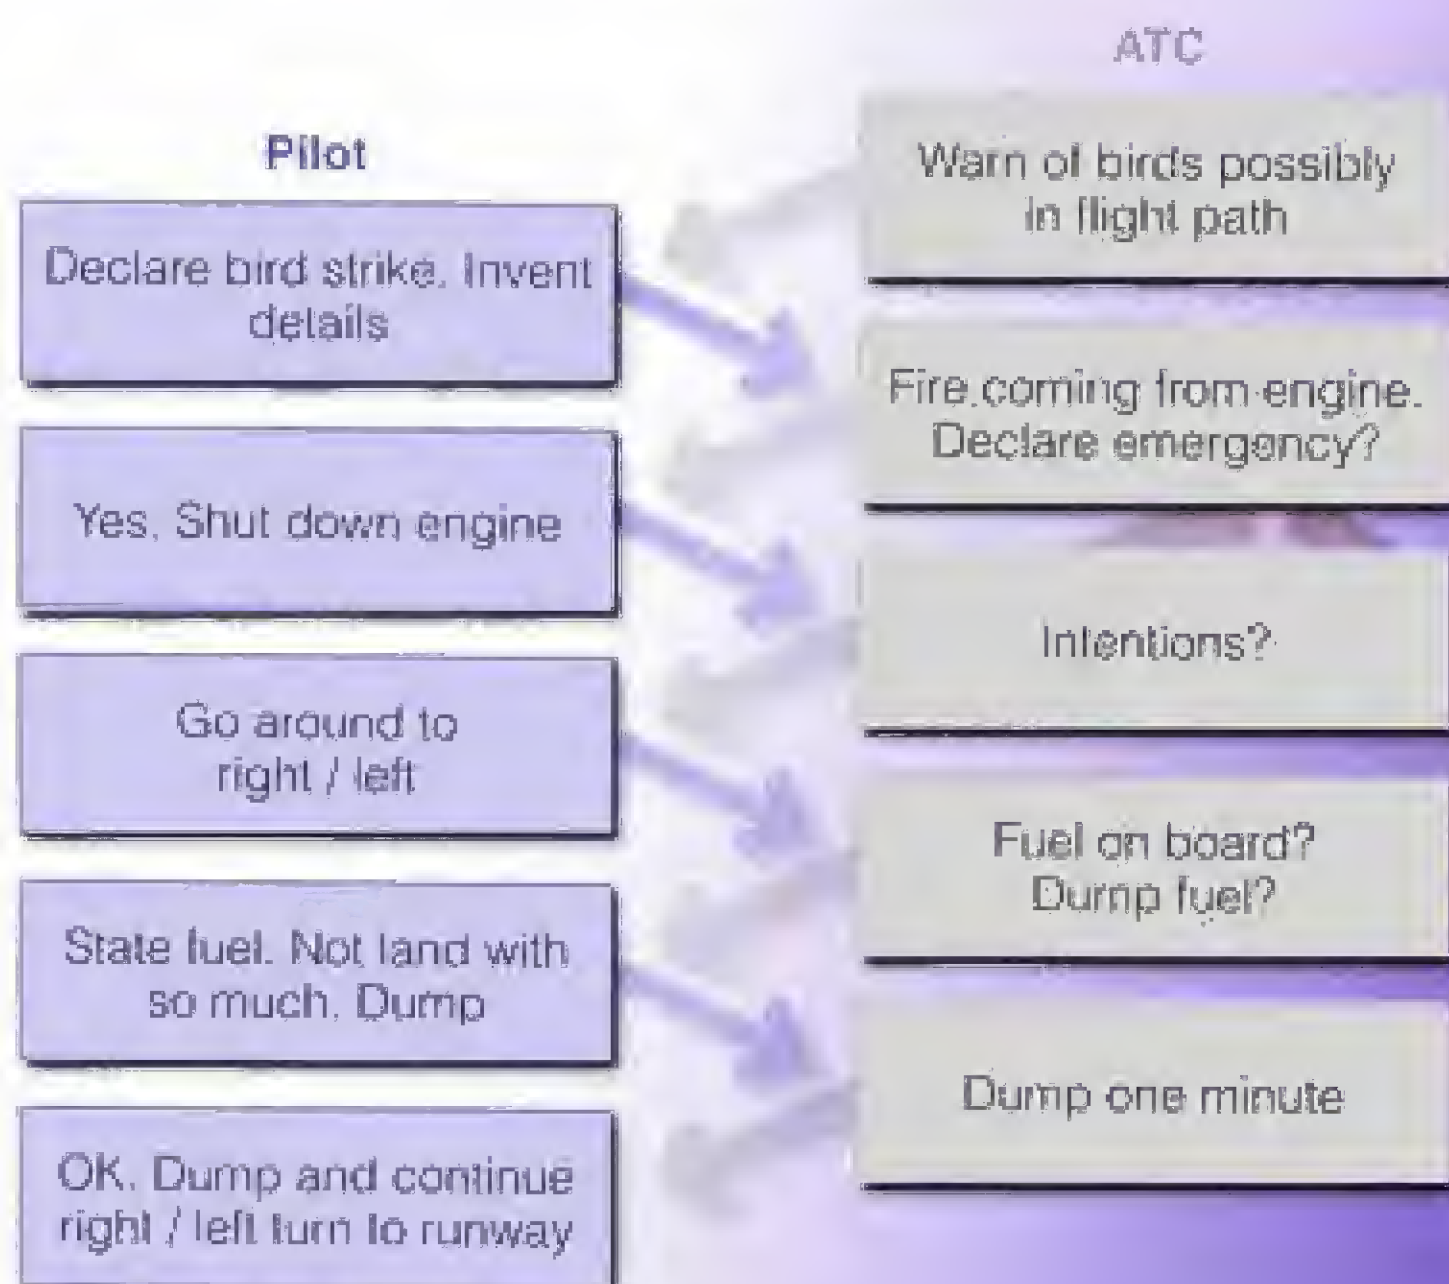 ATC
Pilot
Warn of birds possibly
in flight path
Declare bird strike. Invent
details
Fire coming from engine.
Declare emergency?
Yes. Shut down engine
Intentions?
Go around to
right / left
Fuel on board?
Dump fuel?
State fuel. Not land with
so much. Dump
Dump one minute
OK. Dump and continue
right / left turn to runway